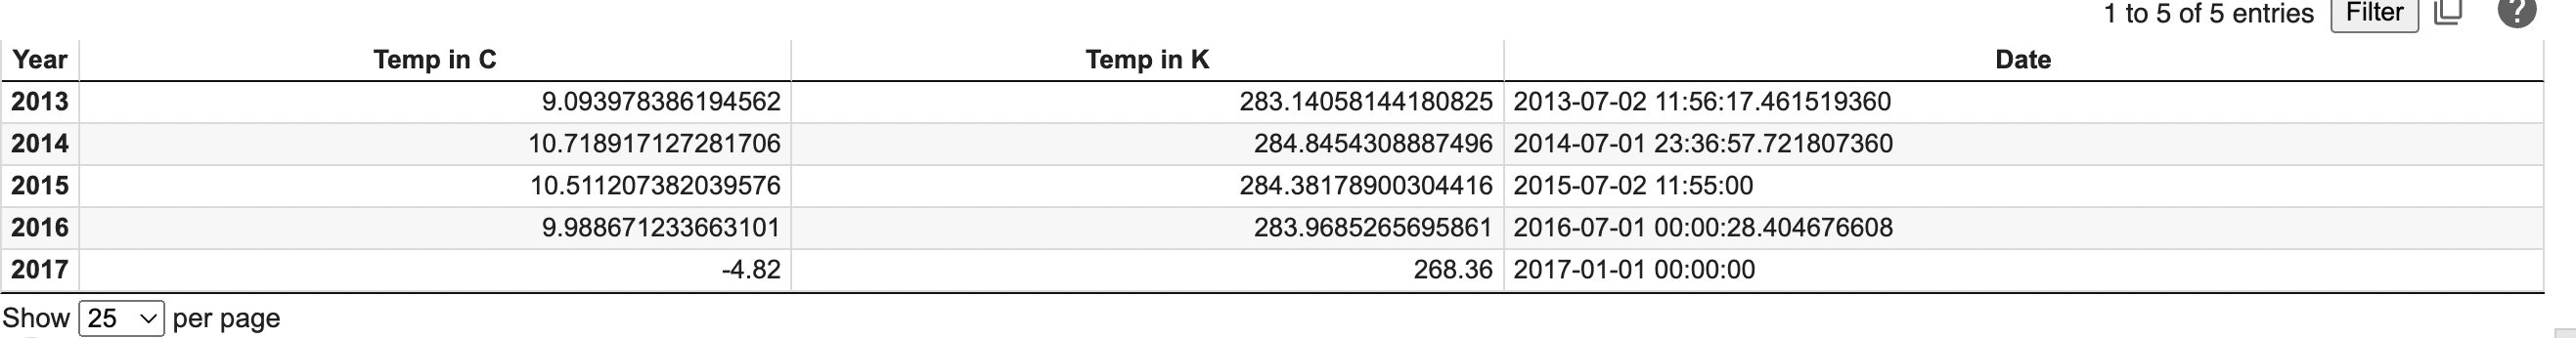 1 to 5 of 5 entries Filter ?
Year Temp in C Temp in K Date
2013 9.093978386194562 283.14058144180825 2013-07-02 11:56:17.461519360
2014 10.718917127281706 284.8454308887496 2014-07-01 23:36:57.721807360
2015 10.511207382039576 284.38178900304416 2015-07-02 11:55:00
2016 9.988671233663101 283.9685265695861 2016-07-01 00:00:28.404676608
2017 -4.82 268.36 2017-01-01 00:00:00
Show 25 per page